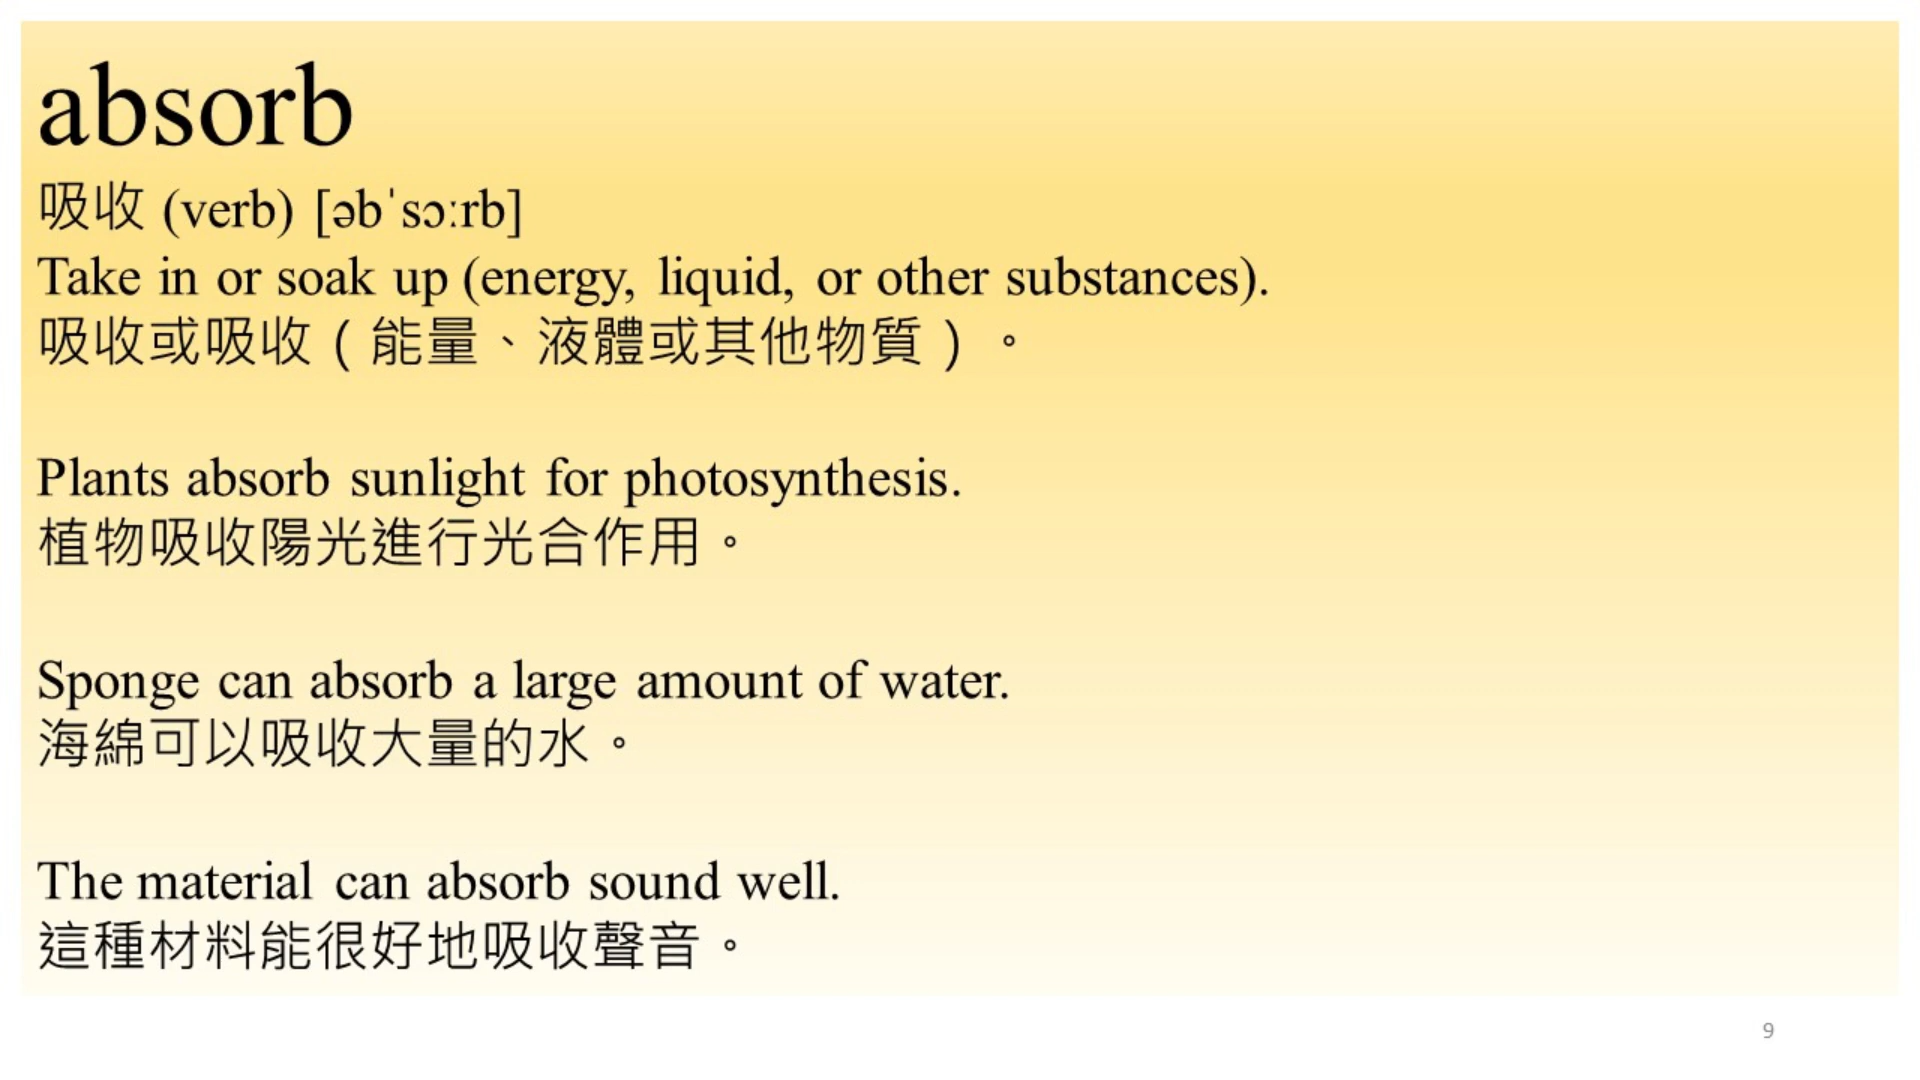 absorb
吸收 (verb) [əbˈsɔːrb]
Take in or soak up (energy, liquid, or other substances).
吸收或吸收（能量、液體或其他物質）。
Plants absorb sunlight for photosynthesis.
植物吸收陽光進行光合作用。
Sponge can absorb a large amount of water.
海綿可以吸收大量的水。
The material can absorb sound well.
這種材料能很好地吸收聲音。
9